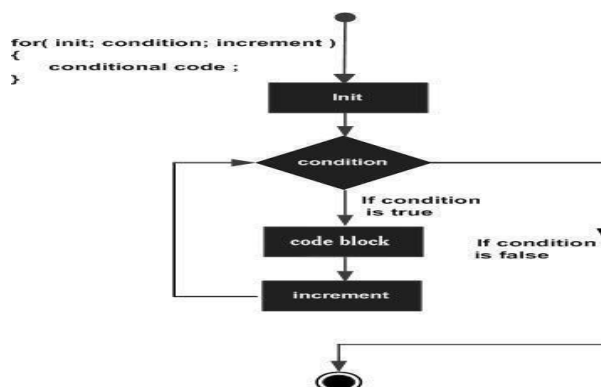 for( init; condition; increment )
{
conditional code ;
}
Init
condition
If condition
is true
code block
If condition
is false
increment